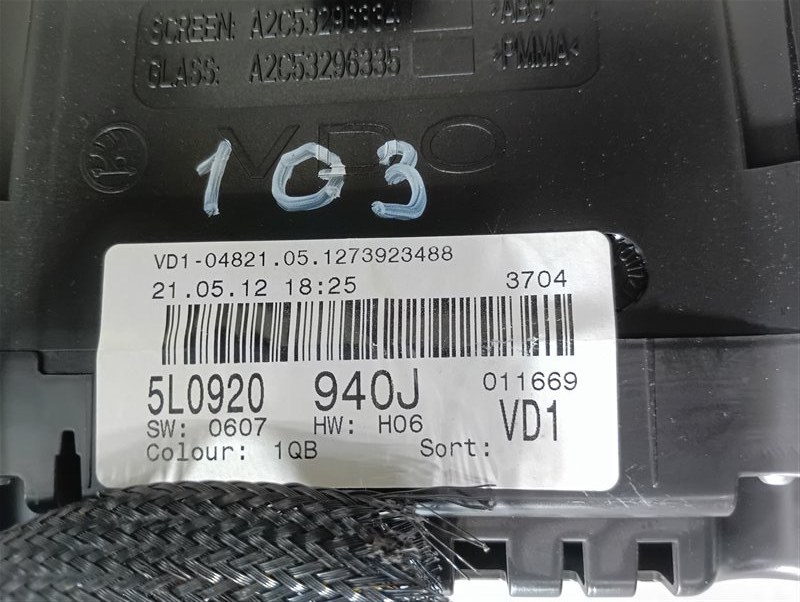 SCREEN: A2C53296334 >ABS<
GLASS: A2C53296335 >PMMA<
VDO
103
VD1-04821.05.1273923488
21.05.12 18:25 3704
5L0920 940J 011669
SW: 0607 HW: H06 VD1
Colour: 1QB Sort: